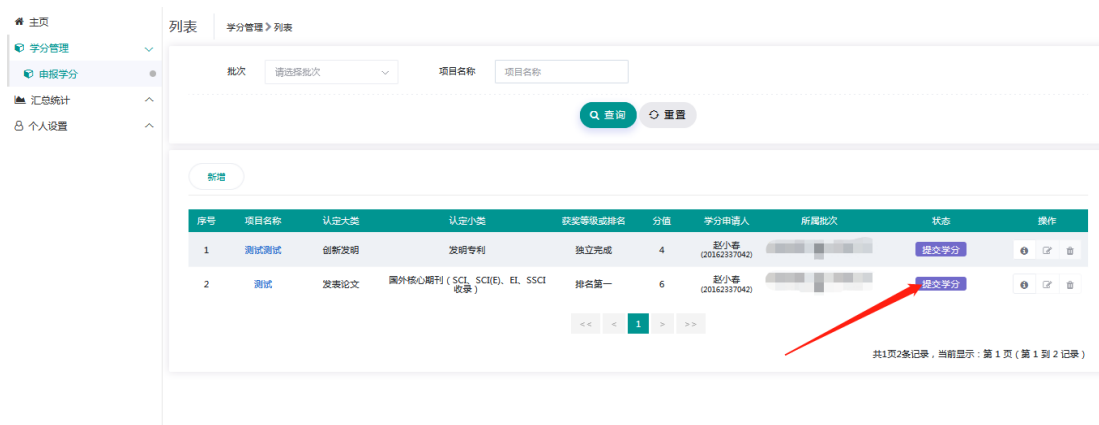 主页
列表
学分管理 》 列表
学分管理
申报学分
汇总统计
个人设置
批次
请选择批次
项目名称
项目名称
查询
重置
新增
序号 项目名称 认定大类 认定小类 获奖等级或排名 分值 学分申请人 所属批次 状态 操作
1 测试测试 创新发明 发明专利 独立完成 4 赵小春 提交学分
(20162337042)
2 测试 发表论文 国外核心期刊（SCI、SCI(E)、EI、SSCI 排名第一 6 赵小春 提交学分
收录） (20162337042)
<< < 1 > >>
共1页2条记录，当前显示：第 1 页（第 1 到 2 记录）